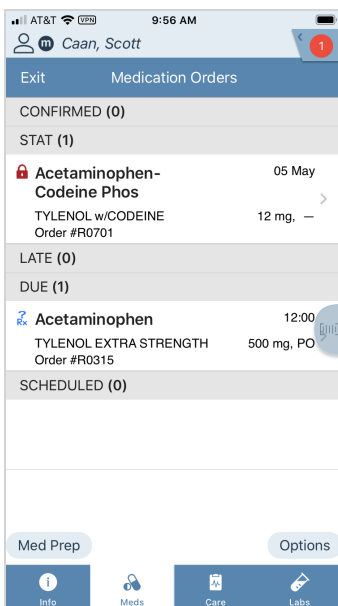 AT&T VPN 9:56 AM
m Caan, Scott 1
Exit Medication Orders
CONFIRMED (0)
STAT (1)
Acetaminophen- 05 May
Codeine Phos
TYLENOL w/CODEINE 12 mg, —
Order #R0701
LATE (0)
DUE (1)
? Rx Acetaminophen 12:00
TYLENOL EXTRA STRENGTH 500 mg, PO
Order #R0315
SCHEDULED (0)
Med Prep Options
Info Meds Care Labs